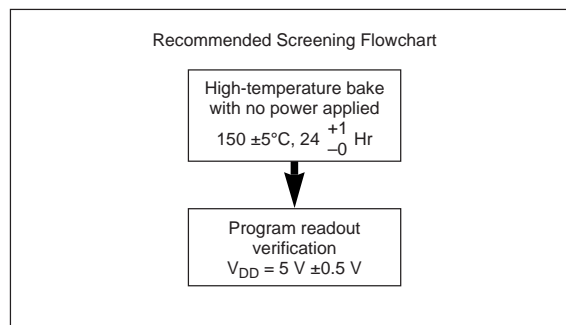 Recommended Screening Flowchart
High-temperature bake
with no power applied
150 ±5°C, 24 +1 –0 Hr
Program readout
verification
VDD = 5 V ±0.5 V